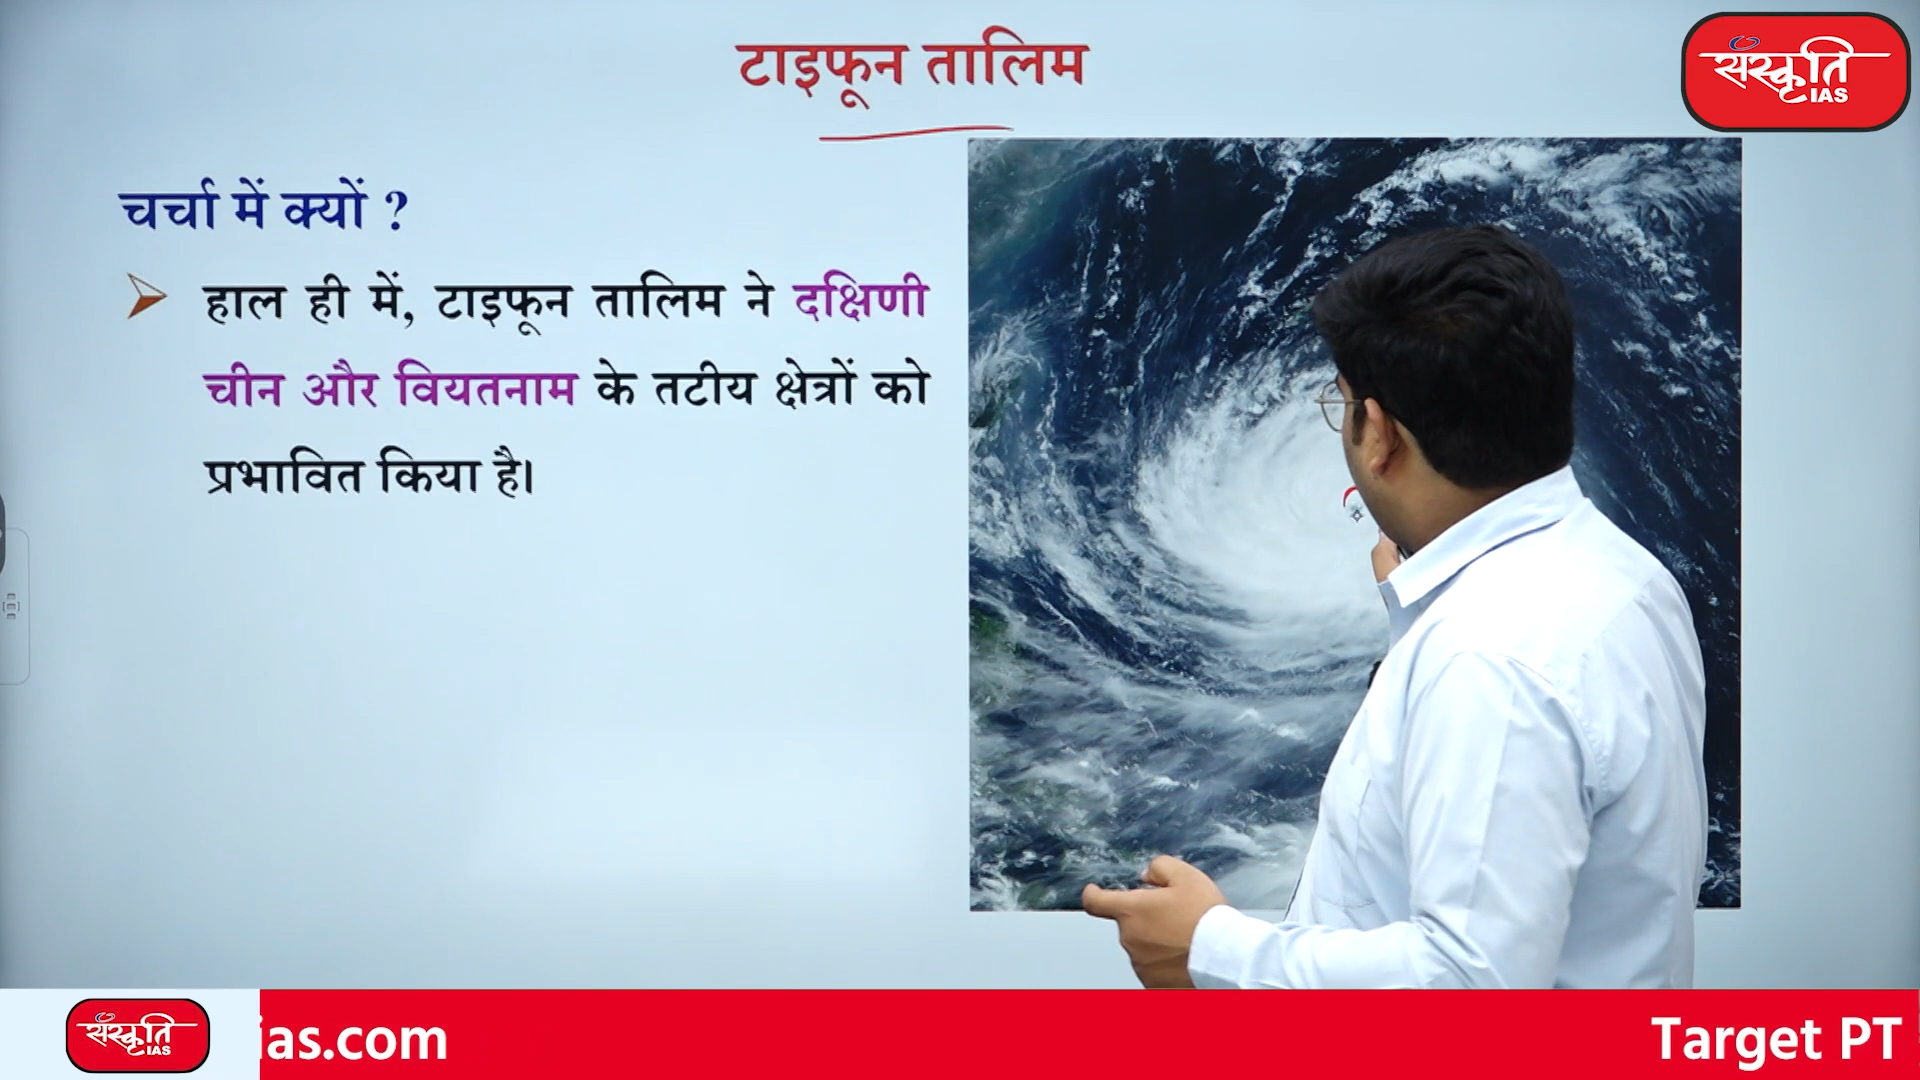 टाइफून तालिम
संस्कृति
IAS
चर्चा में क्यों ?
हाल ही में, टाइफून तालिम ने दक्षिणी
चीन और वियतनाम के तटीय क्षेत्रों को
प्रभावित किया है।
संस्कृति
IAS
ias.com
Target PT